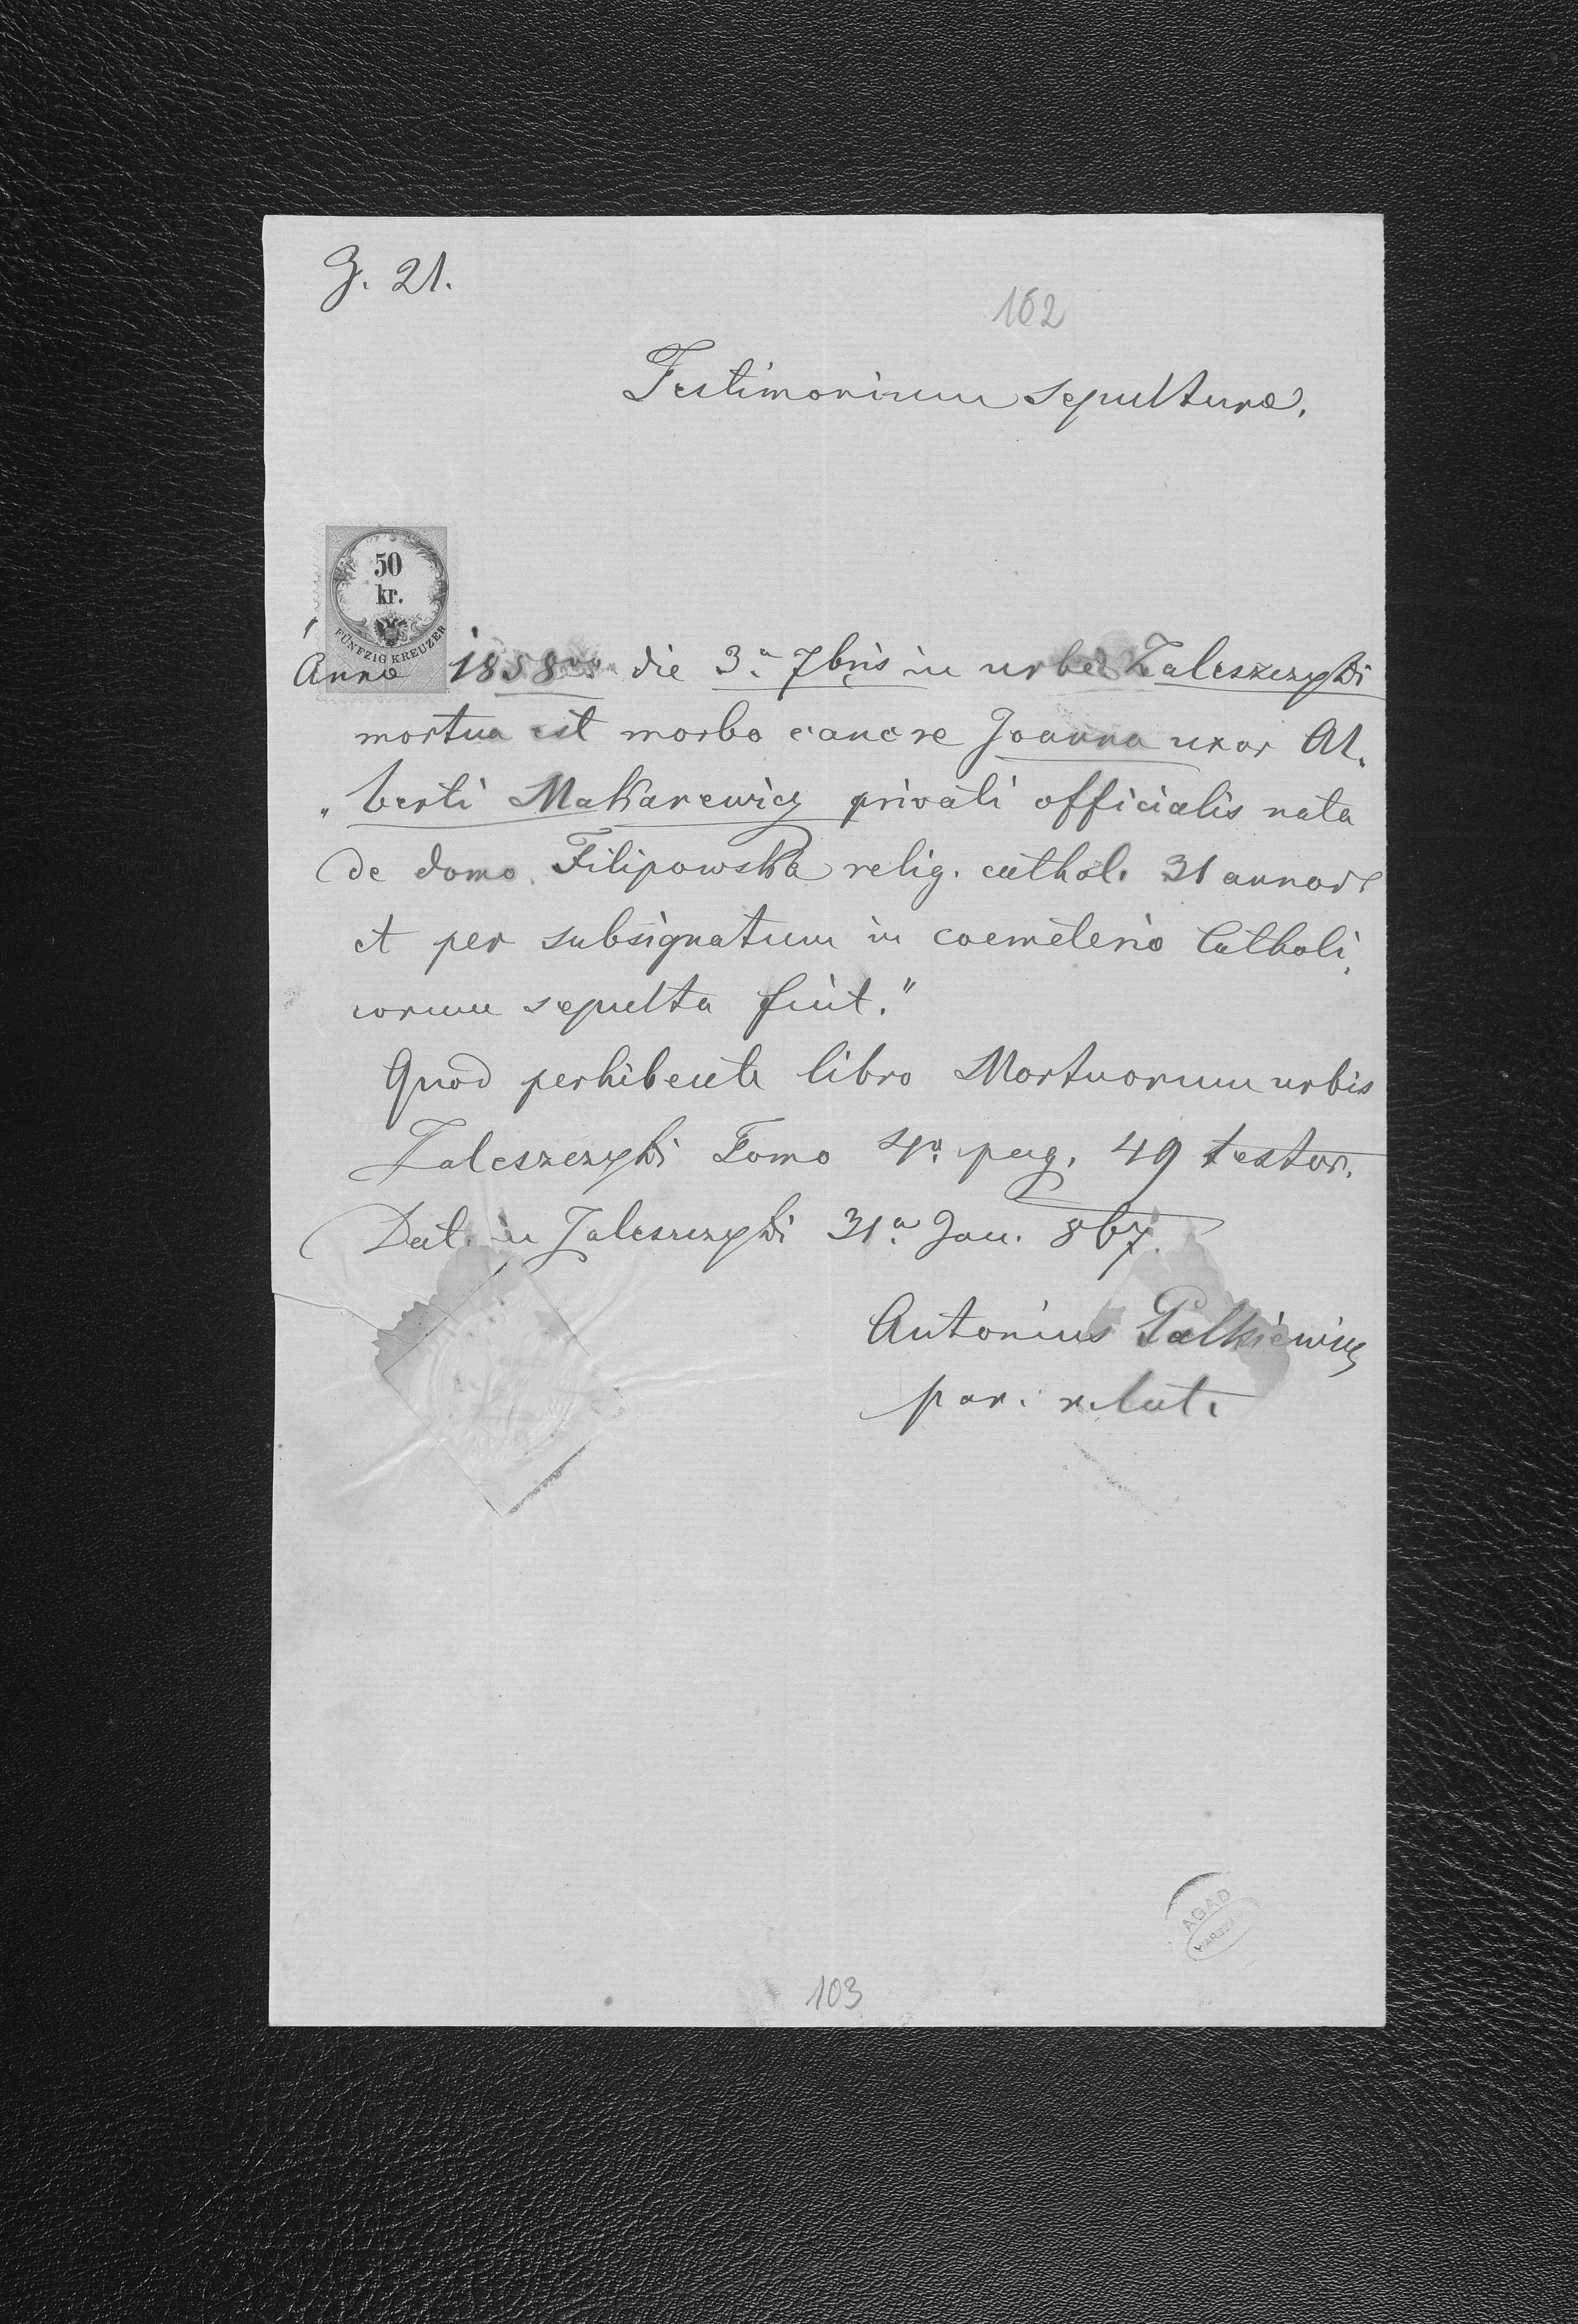 G. 21.
102
Testimonium sepulturæ.
50
kr.
FÜNFZIG KREUZER
Anno 1858vo die 3a 7bris in urbe Zaleszczyki
mortua est morbo cancre Joanna uxor Al,
"berti Makarewicz privati officialis nata
de domo Filipowska relig. cathol. 31 annor
et per subsignatum in coemeterio Catholi,
corum sepulta fuit."
Quod perhibente libro Mortuorum urbis
Zaleszczyki Tomo 4o pag. 49 testor.
Dat. in Zaleszczyki 31a Jan. 867.
Antonius Palkiewicz
par. r. lat.
AGAD
103